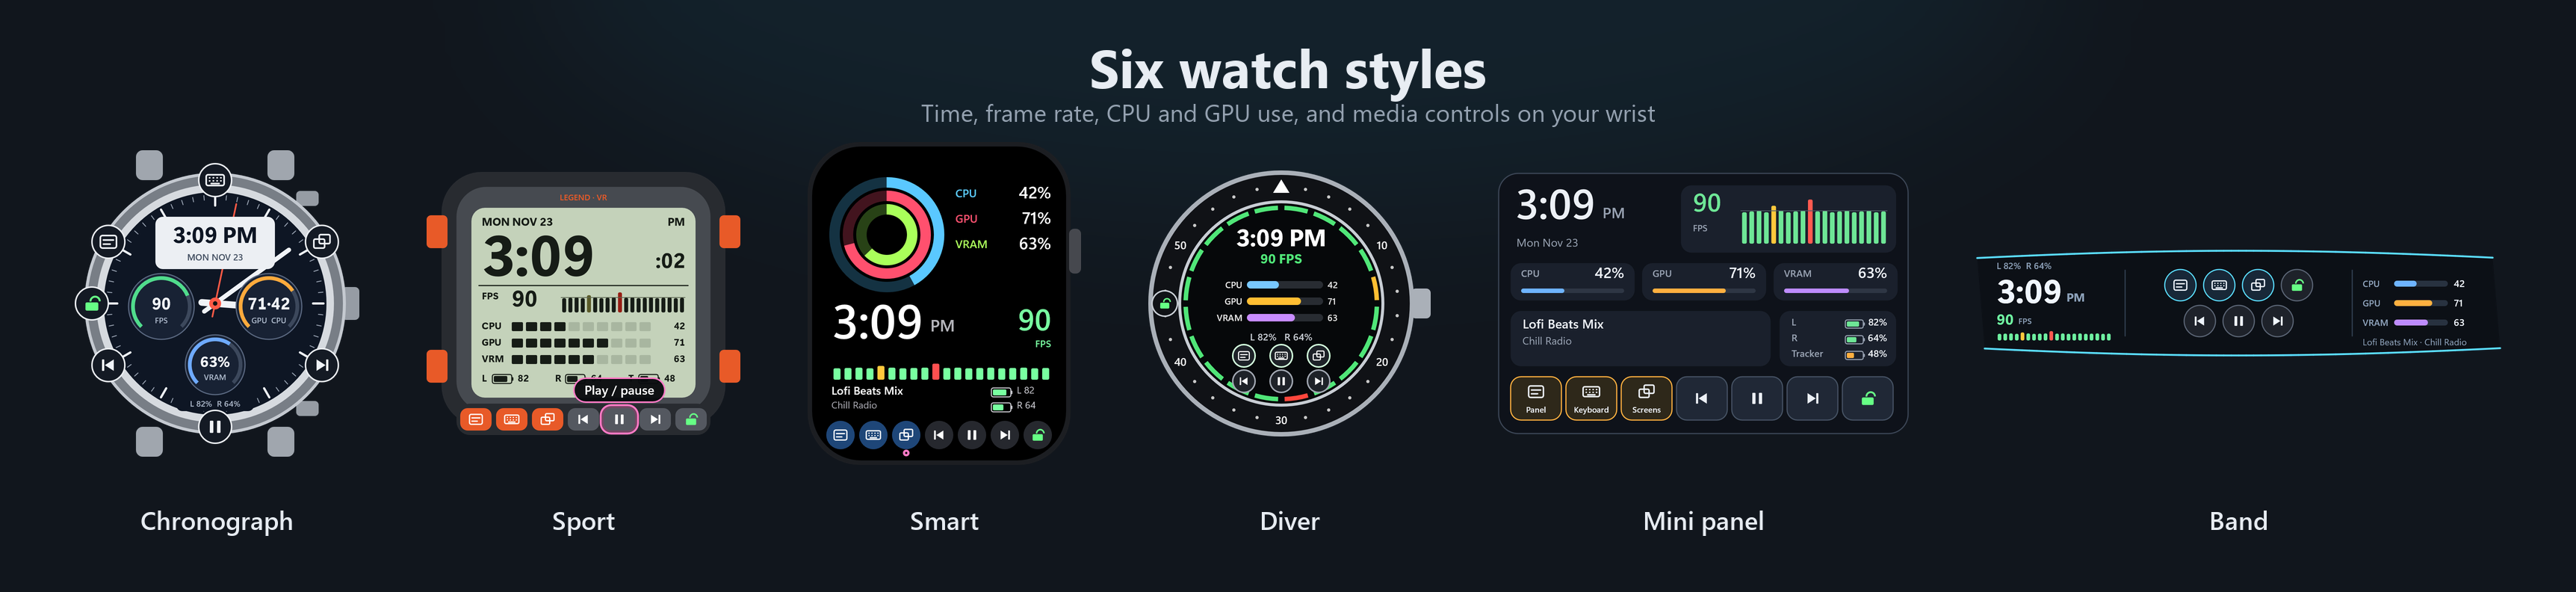 Six watch styles
Time, frame rate, CPU and GPU use, and media controls on your wrist
3:09 PM
MON NOV 23
90
FPS
71·42
GPU CPU
63%
VRAM
L 82% R 64%
Chronograph
LEGEND · VR
MON NOV 23 PM
3:09 :02
FPS 90
CPU 42
GPU 71
VRM 63
L 82 R 48
Play / pause
Sport
CPU 42%
GPU 71%
VRAM 63%
3:09 PM 90
FPS
Lofi Beats Mix L 82
Chill Radio R 64
Smart
50 10
40 20
30
3:09 PM
90 FPS
CPU 42
GPU 71
VRAM 63
L 82% R 64%
Diver
3:09 PM
Mon Nov 23
90
FPS
CPU 42% GPU 71% VRAM 63%
Lofi Beats Mix
Chill Radio
L 82%
R 64%
Tracker 48%
Panel Keyboard Screens
Mini panel
L 82% R 64%
3:09 PM
90 FPS
CPU 42
GPU 71
VRAM 63
Lofi Beats Mix · Chill Radio
Band